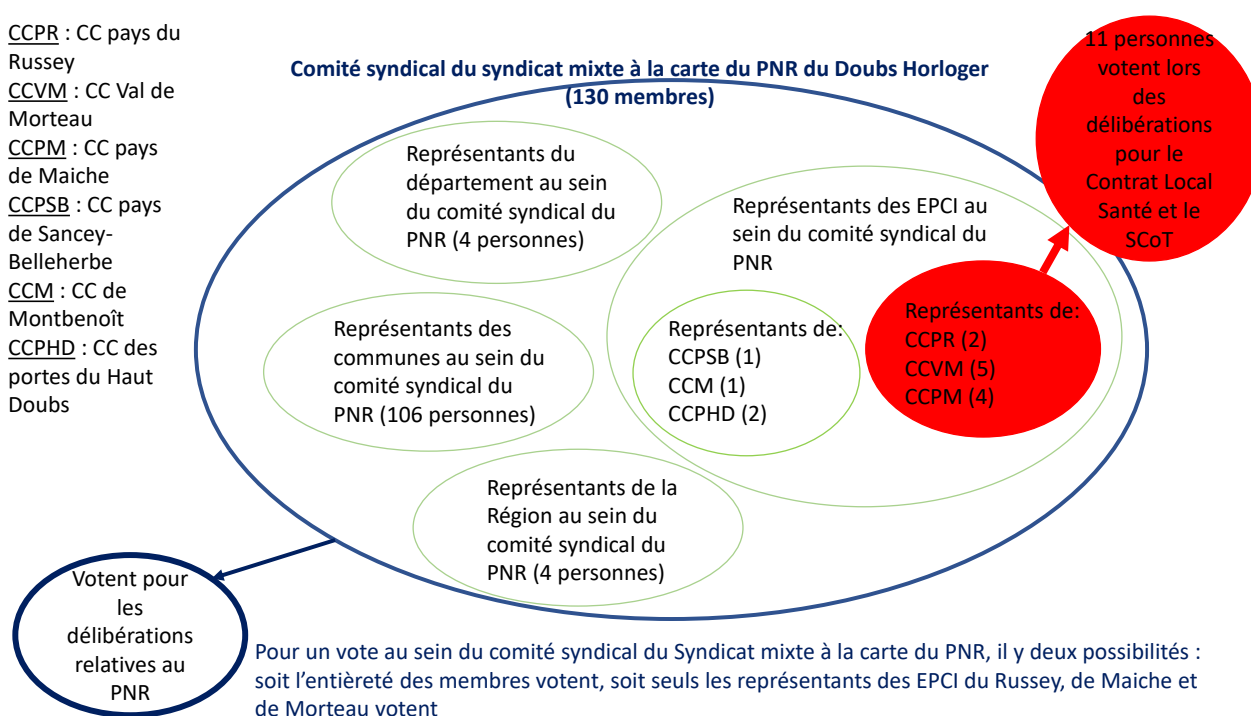 CCPR : CC pays du
Russey
CCVM : CC Val de
Morteau
CCPM : CC pays
de Maiche
CCPSB : CC pays
de Sancey-
Belleherbe
CCM : CC de
Montbenoît
CCPHD : CC des
portes du Haut
Doubs
Comité syndical du syndicat mixte à la carte du PNR du Doubs Horloger
(130 membres)
11 personnes
votent lors
des
délibérations
pour le
Contrat Local
Santé et le
SCoT
Représentants du
département au sein
du comité syndical du
PNR (4 personnes)
Représentants des EPCI au
sein du comité syndical du
PNR
Représentants des
communes au sein du
comité syndical du
PNR (106 personnes)
Représentants de:
CCPSB (1)
CCM (1)
CCPHD (2)
Représentants de:
CCPR (2)
CCVM (5)
CCPM (4)
Représentants de la
Région au sein du
comité syndical du
PNR (4 personnes)
Votent pour
les
délibérations
relatives au
PNR
Pour un vote au sein du comité syndical du Syndicat mixte à la carte du PNR, il y deux possibilités :
soit l'entièreté des membres votent, soit seuls les représentants des EPCI du Russey, de Maiche et
de Morteau votent